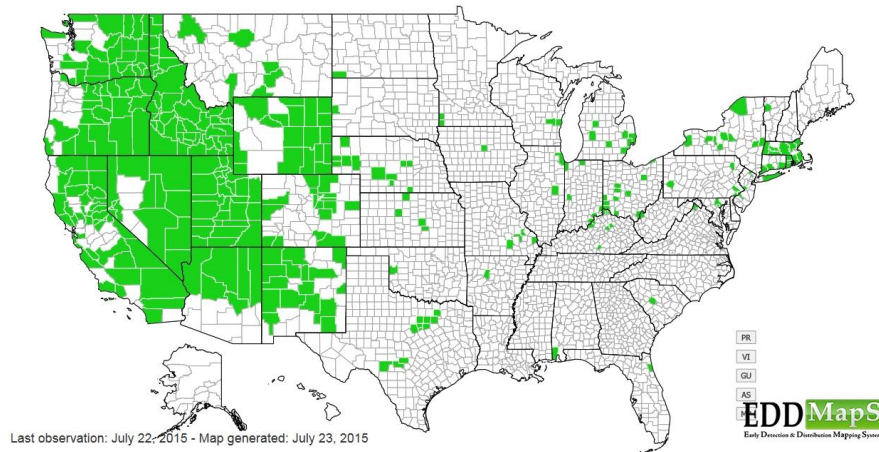 PR
VI
GU
AS
EDDMapS
Early Detection & Distribution Mapping System
Last observation: July 22, 2015 - Map generated: July 23, 2015